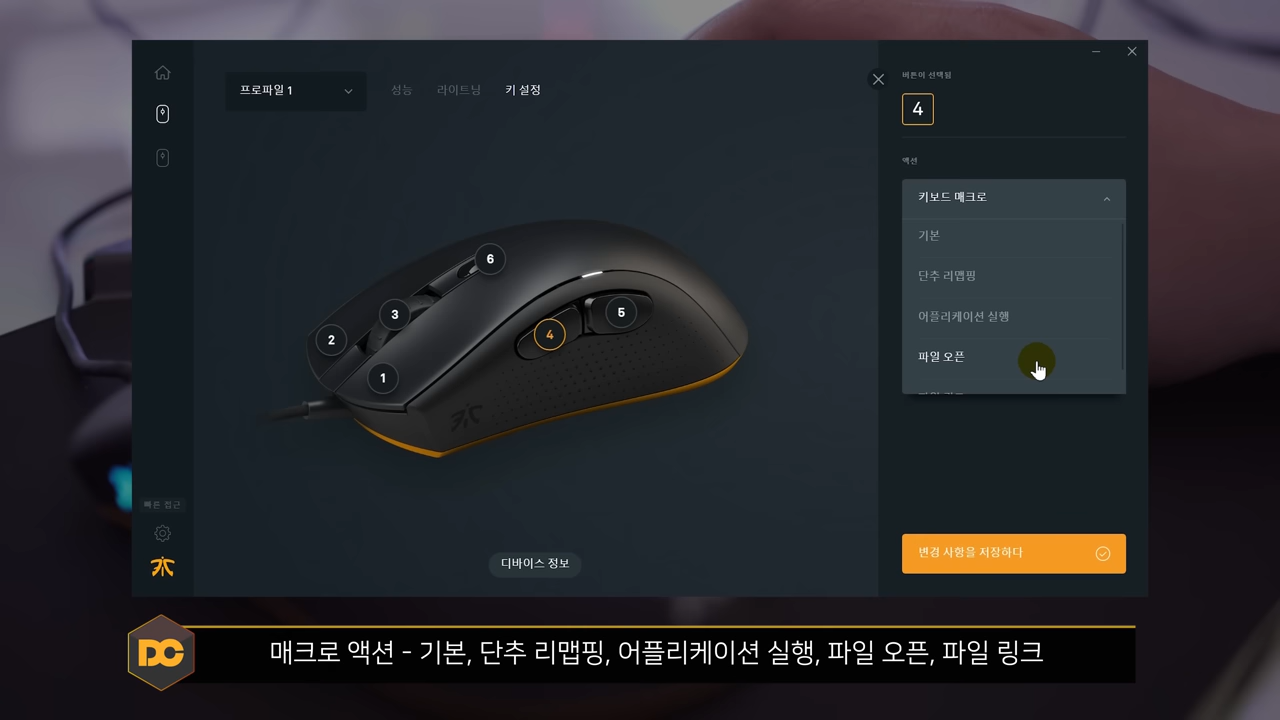 프로파일 1
성능
라이트닝
키 설정
버튼이 선택됨
4
액션
키보드 매크로
기본
단추 리맵핑
어플리케이션 실행
파일 오픈
6
3
5
2
4
1
빠른 접근
디바이스 정보
변경 사항을 저장하다
DC
매크로 액션 - 기본, 단추 리맵핑, 어플리케이션 실행, 파일 오픈, 파일 링크